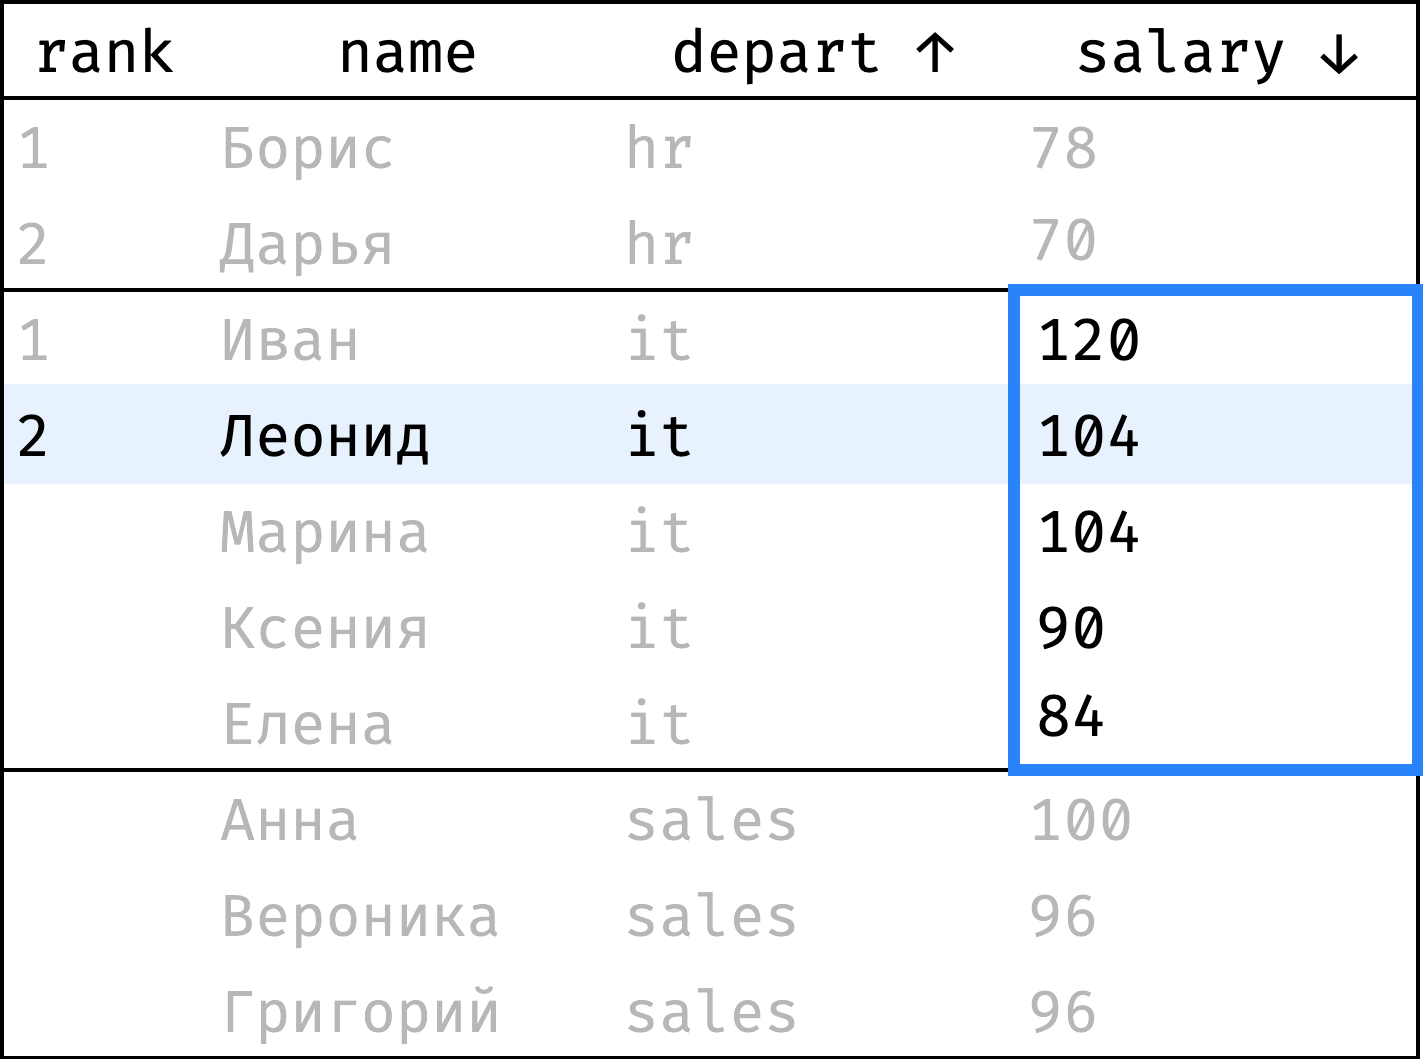 rank name depart ↑ salary ↓
1 Борис hr 78
2 Дарья hr 70
1 Иван it 120
2 Леонид it 104
Марина it 104
Ксения it 90
Елена it 84
Анна sales 100
Вероника sales 96
Григорий sales 96